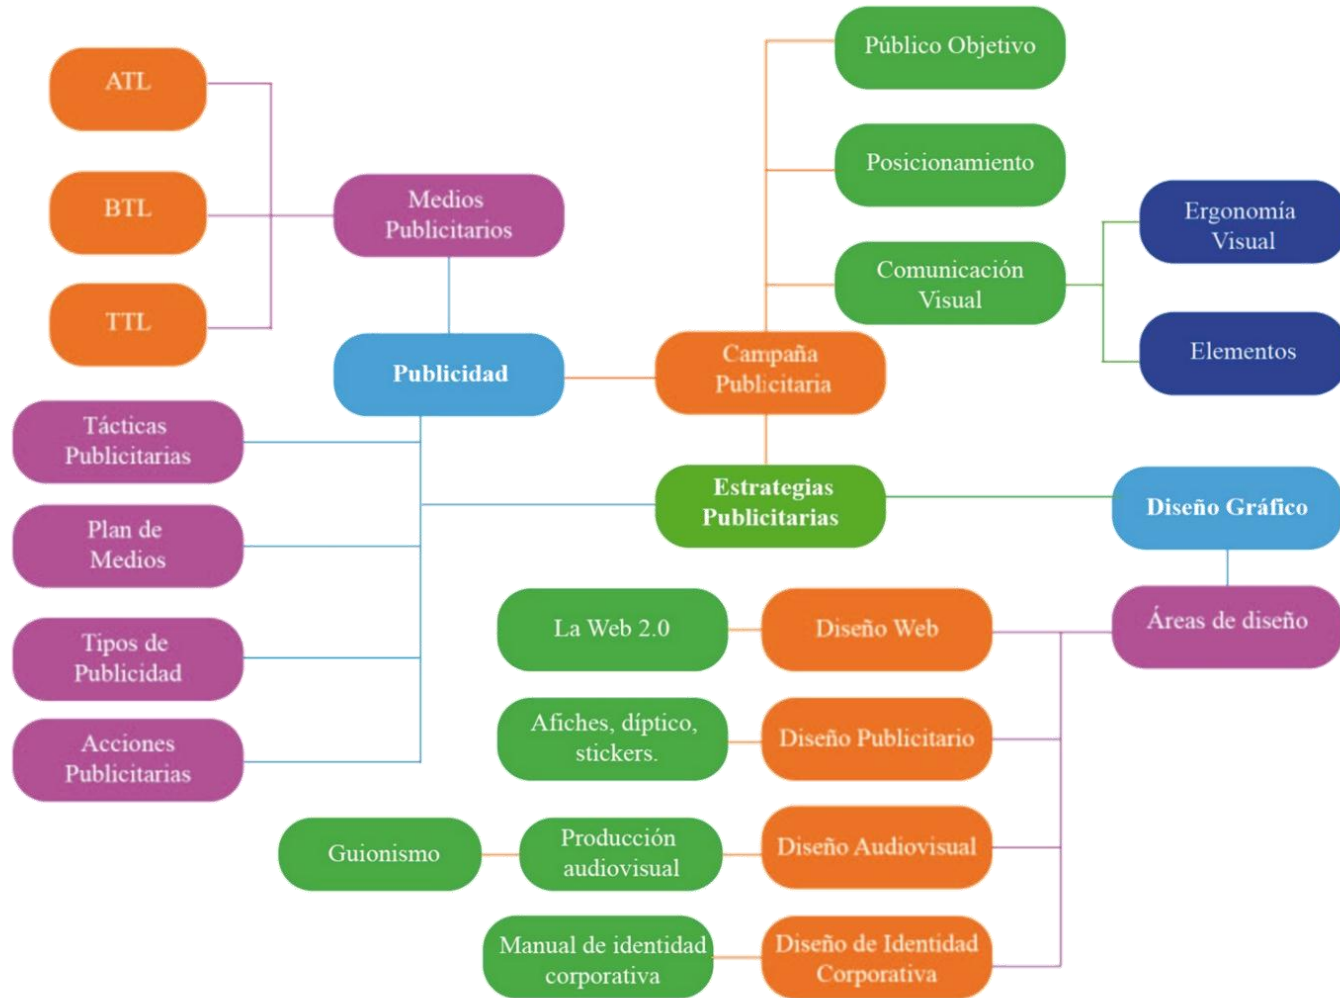 Público Objetivo
ATL
Posicionamiento
BTL
Medios
Publicitarios
Ergonomía
Visual
Comunicación
Visual
TTL
Elementos
Publicidad
Campaña
Publicitaria
Tácticas
Publicitarias
Estrategias
Publicitarias
Diseño Gráfico
Plan de
Medios
La Web 2.0
Diseño Web
Áreas de diseño
Tipos de
Publicidad
Afiches, díptico,
stickers.
Diseño Publicitario
Acciones
Publicitarias
Guionismo
Producción
audiovisual
Diseño Audiovisual
Manual de identidad
corporativa
Diseño de Identidad
Corporativa